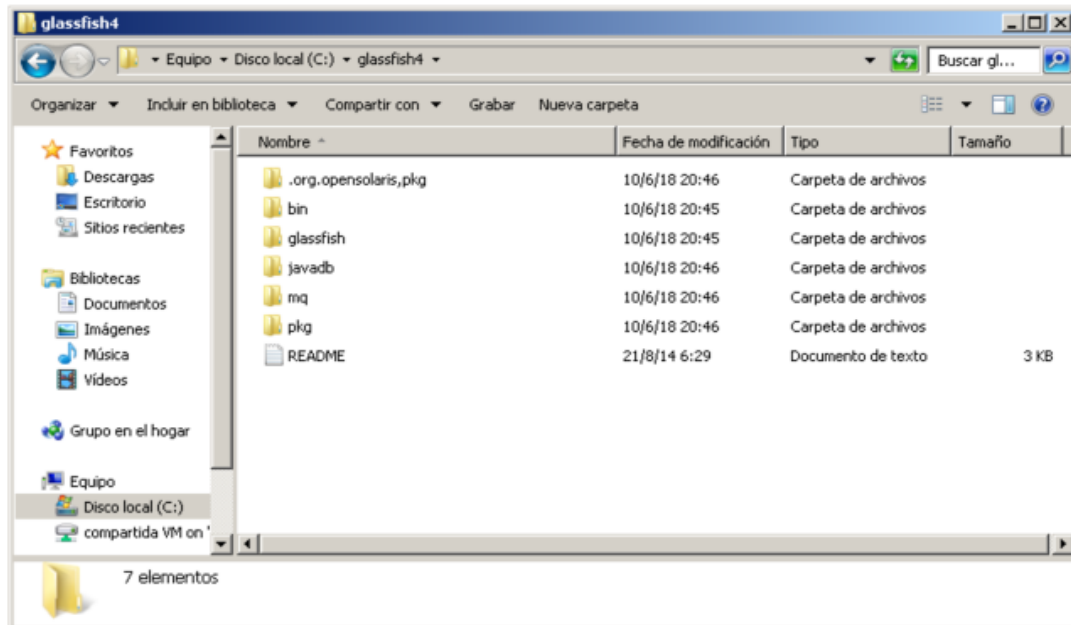 glassfish4
Equipo Disco local (C:) glassfish4
Buscar gl...
Organizar Incluir en biblioteca Compartir con Grabar Nueva carpeta
Favoritos
Descargas
Escritorio
Sitios recientes
Bibliotecas
Documentos
Imágenes
Música
Vídeos
Grupo en el hogar
Equipo
Disco local (C:)
compartida VM on '
Nombre Fecha de modificación Tipo Tamaño
.org.opensolaris,pkg 10/6/18 20:46 Carpeta de archivos
bin 10/6/18 20:45 Carpeta de archivos
glassfish 10/6/18 20:45 Carpeta de archivos
javadb 10/6/18 20:46 Carpeta de archivos
mq 10/6/18 20:46 Carpeta de archivos
pkg 10/6/18 20:46 Carpeta de archivos
README 21/8/14 6:29 Documento de texto 3 KB
7 elementos